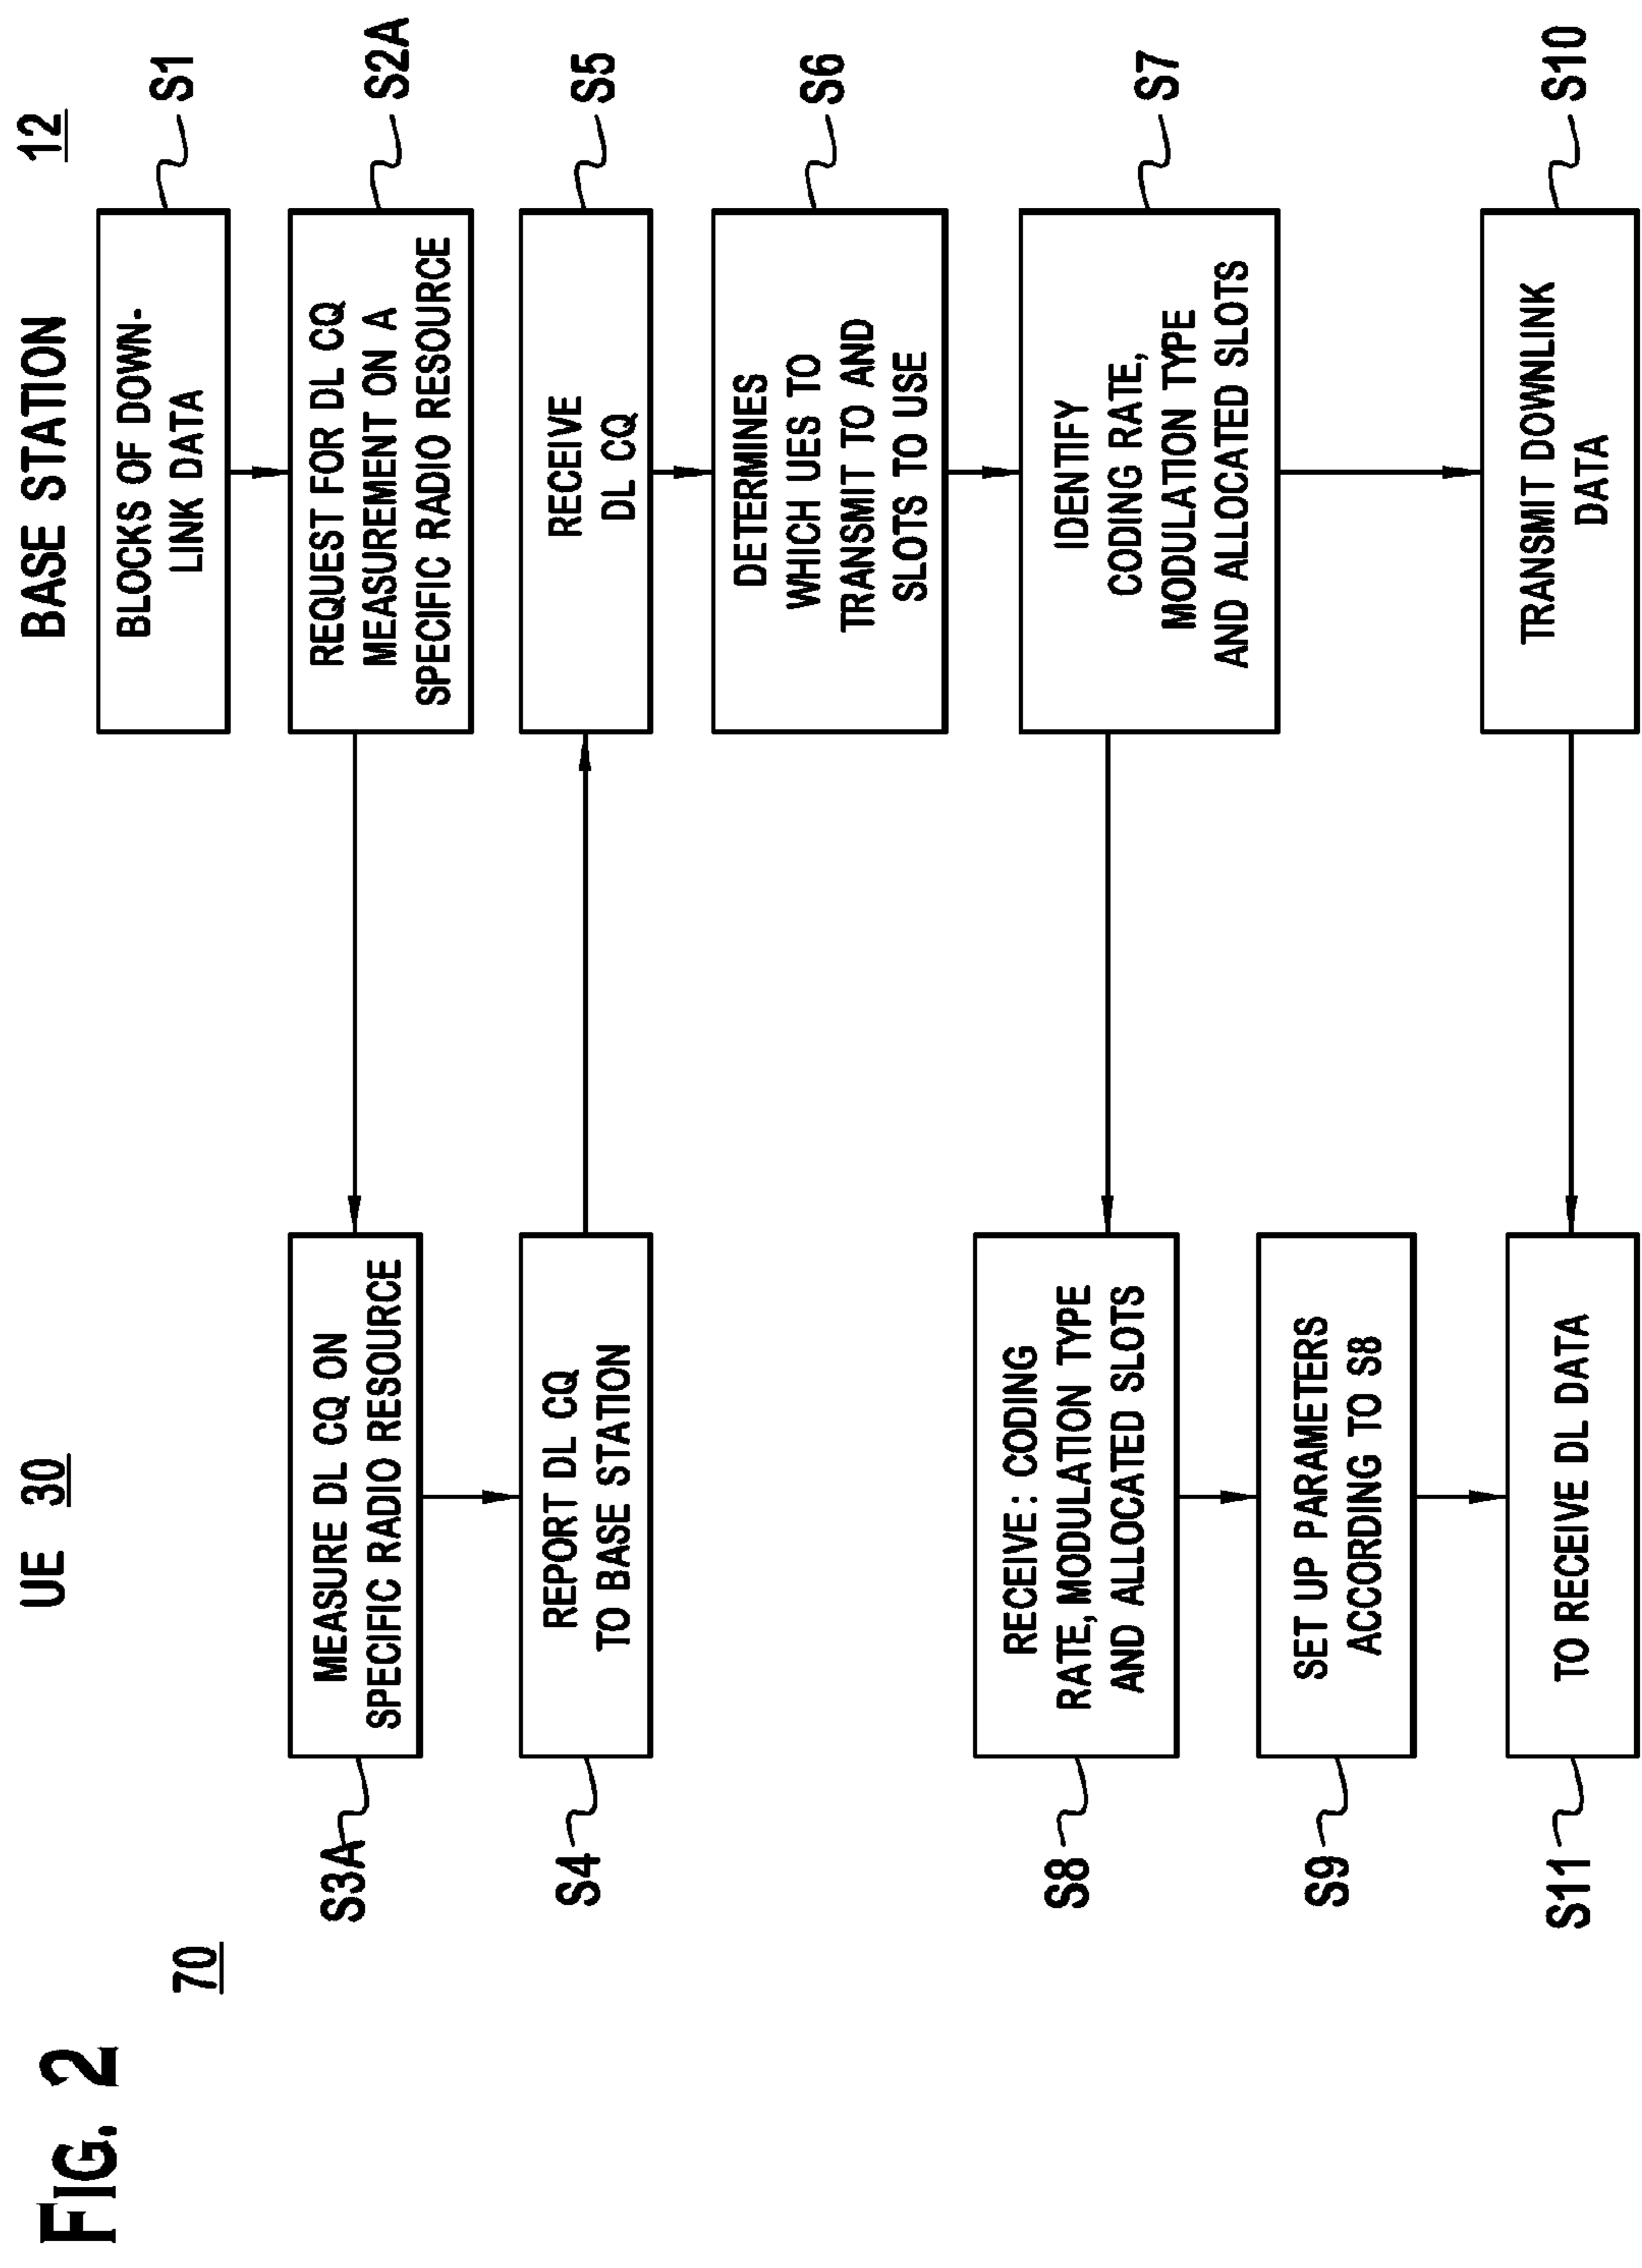 FIG. 2
70
UE 30
BASE STATION 12
BLOCKS OF DOWN-
LINK DATA
S1
REQUEST FOR DL CQ
MEASUREMENT ON A
SPECIFIC RADIO RESOURCE
S2A
S3A
MEASURE DL CQ ON
SPECIFIC RADIO RESOURCE
S4
REPORT DL CQ
TO BASE STATION
RECEIVE
DL CQ
S5
DETERMINES
WHICH UES TO
TRANSMIT TO AND
SLOTS TO USE
S6
IDENTIFY
CODING RATE,
MODULATION TYPE
AND ALLOCATED SLOTS
S7
S8
RECEIVE: CODING
RATE, MODULATION TYPE
AND ALLOCATED SLOTS
S9
SET UP PARAMETERS
ACCORDING TO S8
TRANSMIT DOWNLINK
DATA
S10
S11
TO RECEIVE DL DATA